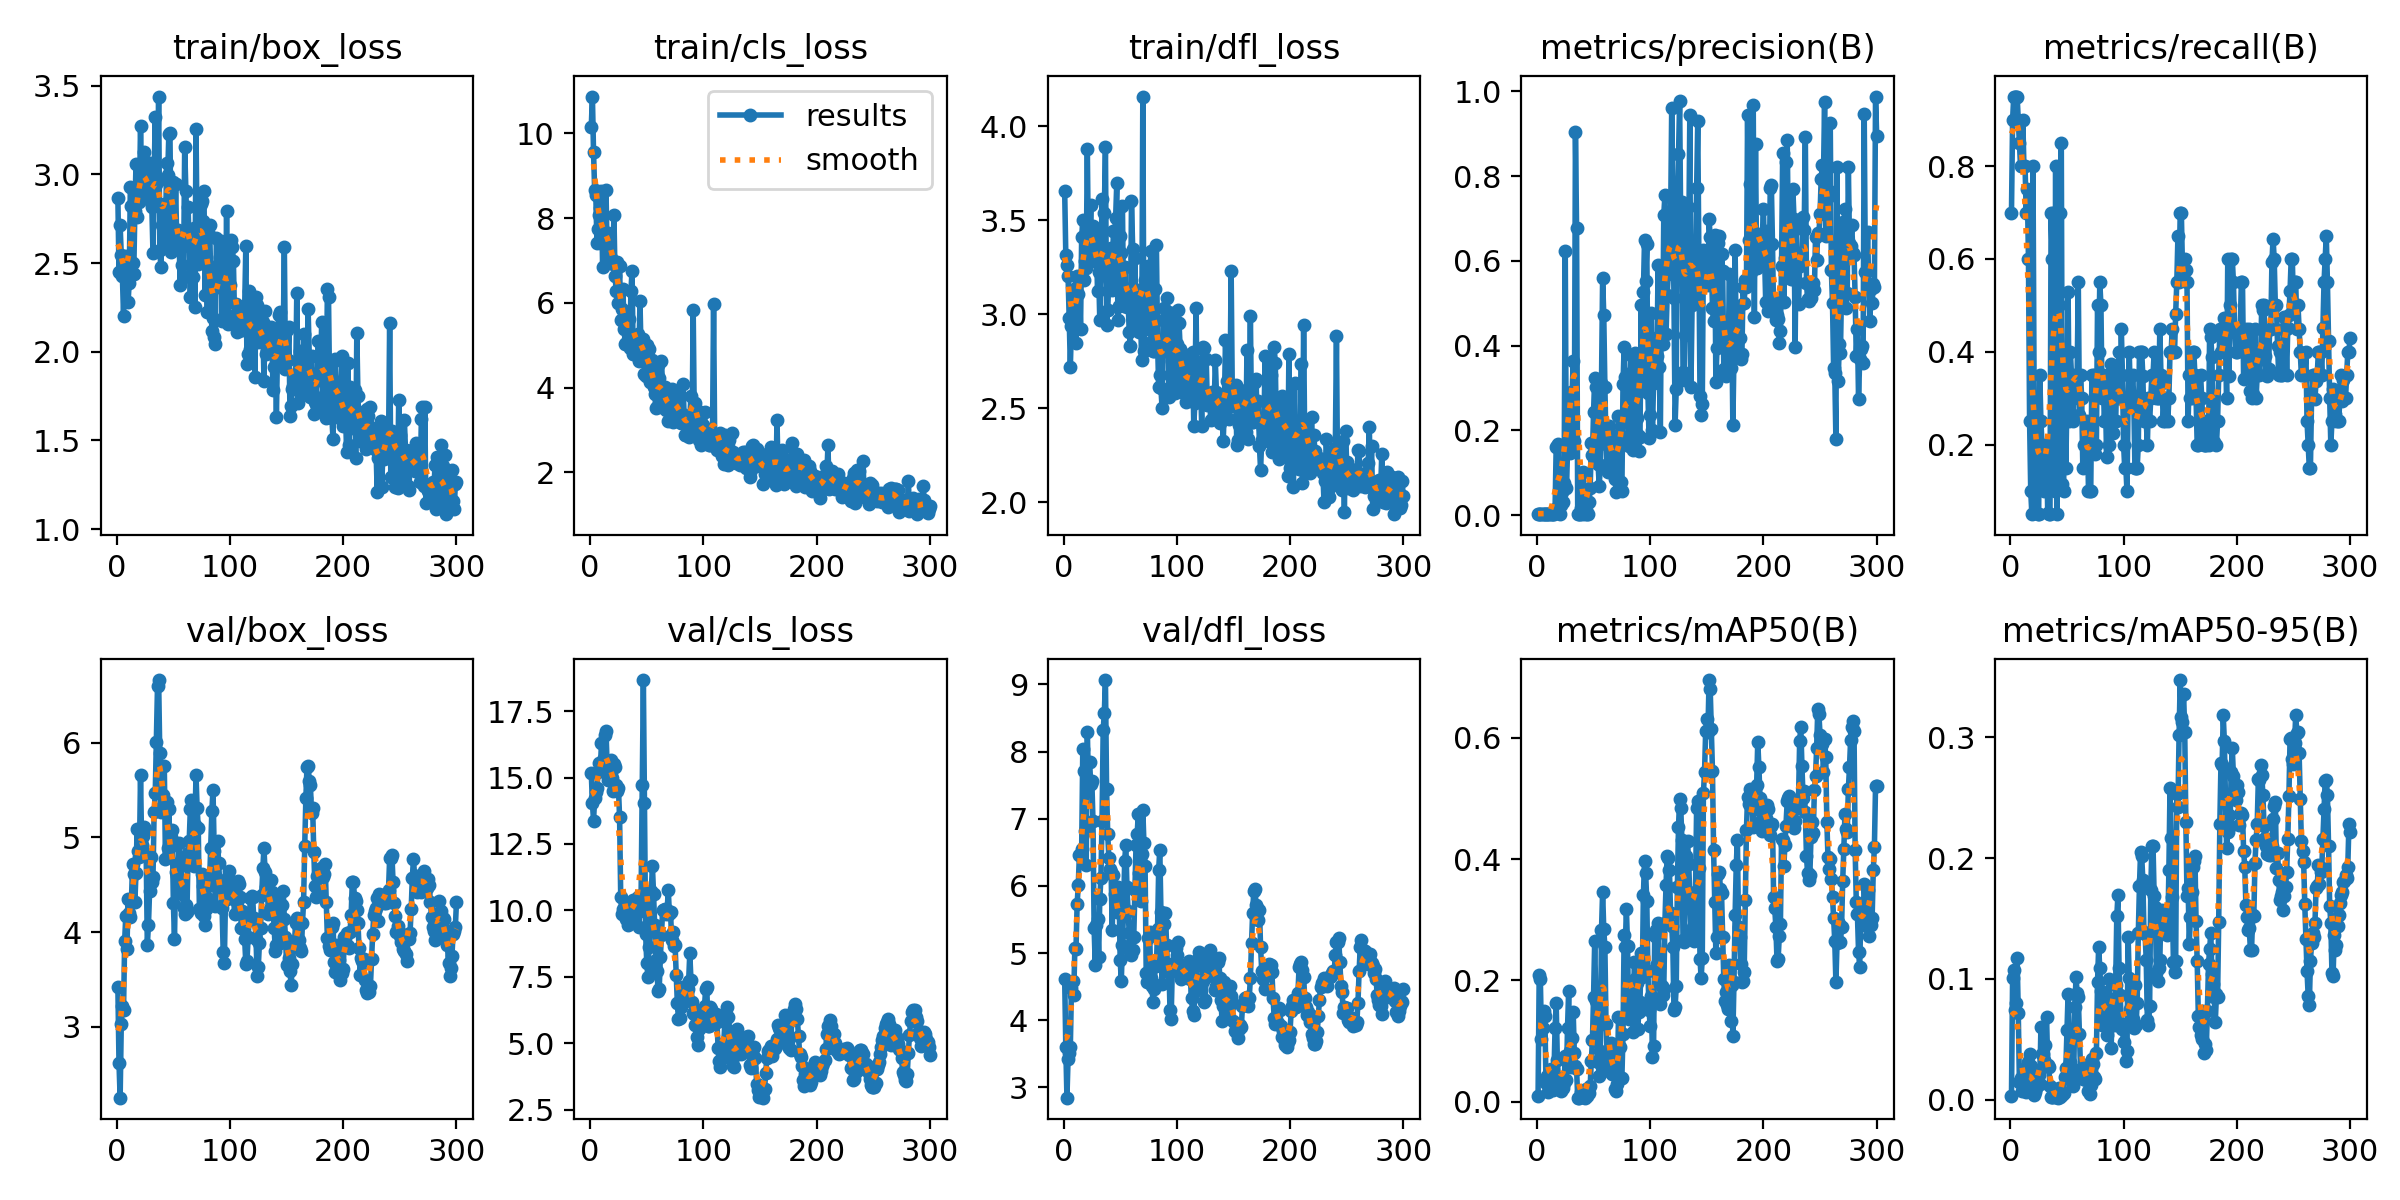 train/box_loss
3.5
3.0
2.5
2.0
1.5
1.0
0 100 200 300
train/cls_loss
results
smooth
10
8
6
4
2
0 100 200 300
train/dfl_loss
4.0
3.5
3.0
2.5
2.0
0 100 200 300
metrics/precision(B)
1.0
0.8
0.6
0.4
0.2
0.0
0 100 200 300
metrics/recall(B)
0.8
0.6
0.4
0.2
0 100 200 300
val/box_loss
6
5
4
3
0 100 200 300
val/cls_loss
17.5
15.0
12.5
10.0
7.5
5.0
2.5
0 100 200 300
val/dfl_loss
9
8
7
6
5
4
3
0 100 200 300
metrics/mAP50(B)
0.6
0.4
0.2
0.0
0 100 200 300
metrics/mAP50-95(B)
0.3
0.2
0.1
0.0
0 100 200 300